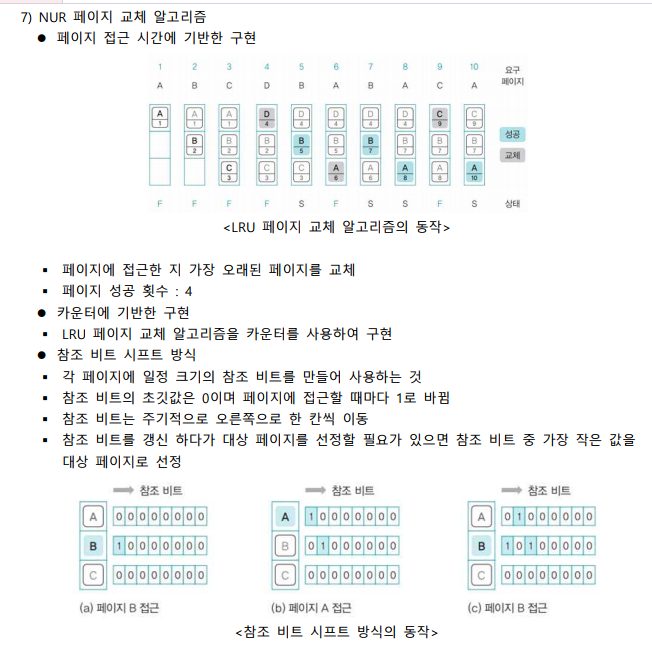 7) NUR 페이지 교체 알고리즘
● 페이지 접근 시간에 기반한 구현
1 2 3 4 5 6 7 8 9 10 요구
A B C D B A B A C A 페이지
A A A D D D D D C C
1 1 1 4 4 4 4 4 9 9
B B B B B B B B B 성공
2 2 2 5 5 7 7 7 7
교체
C C C A A A A A
3 3 3 6 6 8 8 10
F F F F S F S S F S 상태
<LRU 페이지 교체 알고리즘의 동작>
▪ 페이지에 접근한 지 가장 오래된 페이지를 교체
▪ 페이지 성공 횟수 : 4
● 카운터에 기반한 구현
▪ LRU 페이지 교체 알고리즘을 카운터를 사용하여 구현
● 참조 비트 시프트 방식
▪ 각 페이지에 일정 크기의 참조 비트를 만들어 사용하는 것
▪ 참조 비트의 초깃값은 0이며 페이지에 접근할 때마다 1로 바뀜
▪ 참조 비트는 주기적으로 오른쪽으로 한 칸씩 이동
▪ 참조 비트를 갱신 하다가 대상 페이지를 선정할 필요가 있으면 참조 비트 중 가장 작은 값을
대상 페이지로 선정
참조 비트 참조 비트 참조 비트
A 0 0 0 0 0 0 0 0 A 1 0 0 0 0 0 0 0 A 0 1 0 0 0 0 0 0
B 1 0 0 0 0 0 0 0 B 0 1 0 0 0 0 0 0 B 1 0 1 0 0 0 0 0
C 0 0 0 0 0 0 0 0 C 0 0 0 0 0 0 0 0 C 0 0 0 0 0 0 0 0
(a) 페이지 B 접근 (b) 페이지 A 접근 (c) 페이지 B 접근
<참조 비트 시프트 방식의 동작>